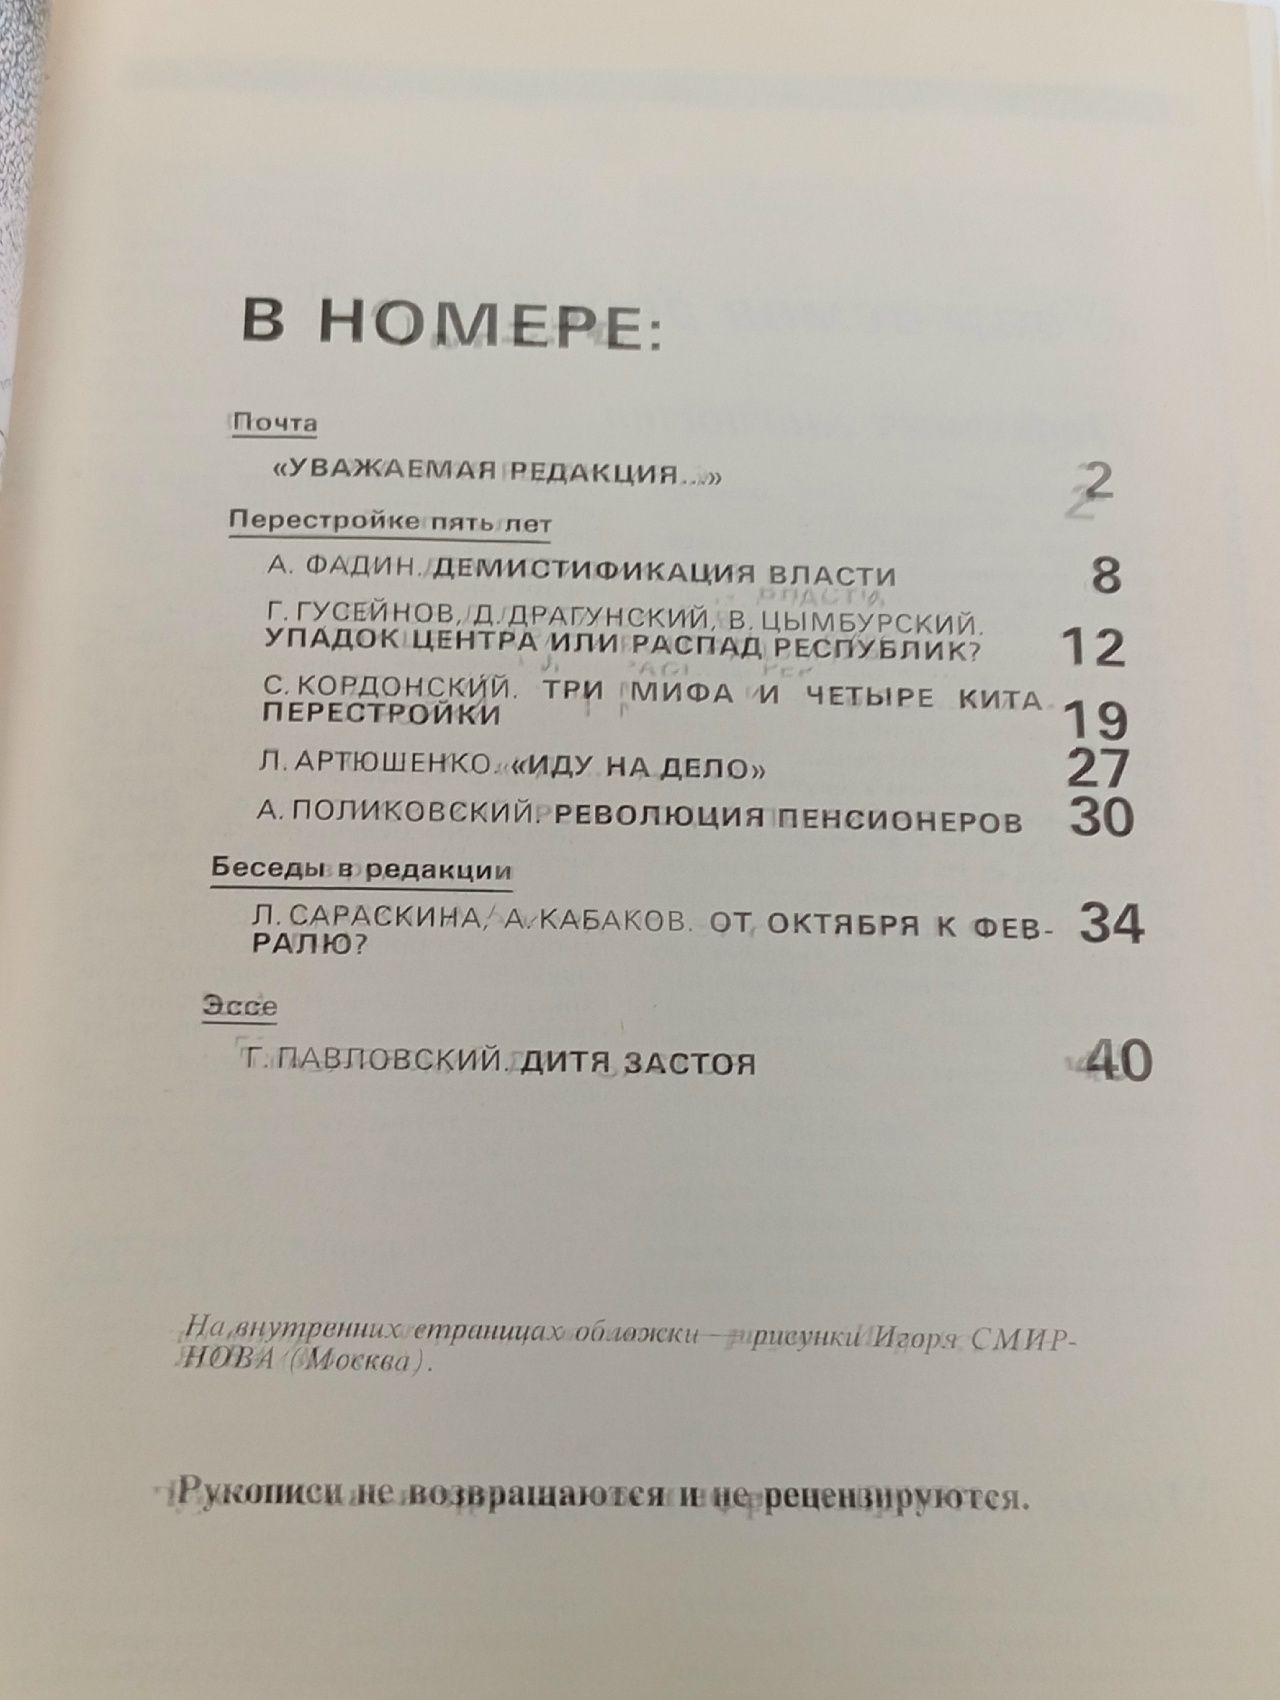 В НОМЕРЕ:
Почта
«УВАЖАЕМАЯ РЕДАКЦИЯ...» 2
Перестройке пять лет
А. ФАДИН. ДЕМИСТИФИКАЦИЯ ВЛАСТИ 8
Г. ГУСЕЙНОВ, Д. ДРАГУНСКИЙ, В. ЦЫМБУРСКИЙ.
УПАДОК ЦЕНТРА ИЛИ РАСПАД РЕСПУБЛИК? 12
С. КОРДОНСКИЙ. ТРИ МИФА И ЧЕТЫРЕ КИТА
ПЕРЕСТРОЙКИ 19
Л. АРТЮШЕНКО. «ИДУ НА ДЕЛО» 27
А. ПОЛИКОВСКИЙ. РЕВОЛЮЦИЯ ПЕНСИОНЕРОВ 30
Беседы в редакции
Л. САРАСКИНА, А. КАБАКОВ. ОТ ОКТЯБРЯ К ФЕВ- 34
РАЛЮ?
Эссе
Г. ПАВЛОВСКИЙ. ДИТЯ ЗАСТОЯ 40
На внутренних страницах обложки — рисунки Игоря СМИР-
НОВА (Москва).
Рукописи не возвращаются и не рецензируются.